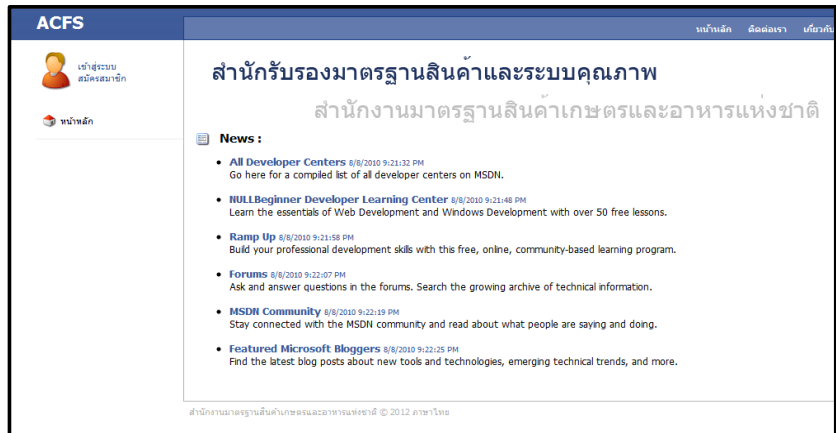 ACFS
หน้าหลัก ติดต่อเรา เกี่ยวกับ
เข้าสู่ระบบ
สมัครสมาชิก
หน้าหลัก
สำนักรับรองมาตรฐานสินค้าและระบบคุณภาพ
สำนักงานมาตรฐานสินค้าเกษตรและอาหารแห่งชาติ
News :
All Developer Centers 8/8/2010 9:21:32 PM
Go here for a compiled list of all developer centers on MSDN.
NULLBeginner Developer Learning Center 8/8/2010 9:21:48 PM
Learn the essentials of Web Development and Windows Development with over 50 free lessons.
Ramp Up 8/8/2010 9:21:58 PM
Build your professional development skills with this free, online, community-based learning program.
Forums 8/8/2010 9:22:07 PM
Ask and answer questions in the forums. Search the growing archive of technical information.
MSDN Community 8/8/2010 9:22:19 PM
Stay connected with the MSDN community and read about what people are saying and doing.
Featured Microsoft Bloggers 8/8/2010 9:22:25 PM
Find the latest blog posts about new tools and technologies, emerging technical trends, and more.
สำนักงานมาตรฐานสินค้าเกษตรและอาหารแห่งชาติ © 2012 ภาษาไทย